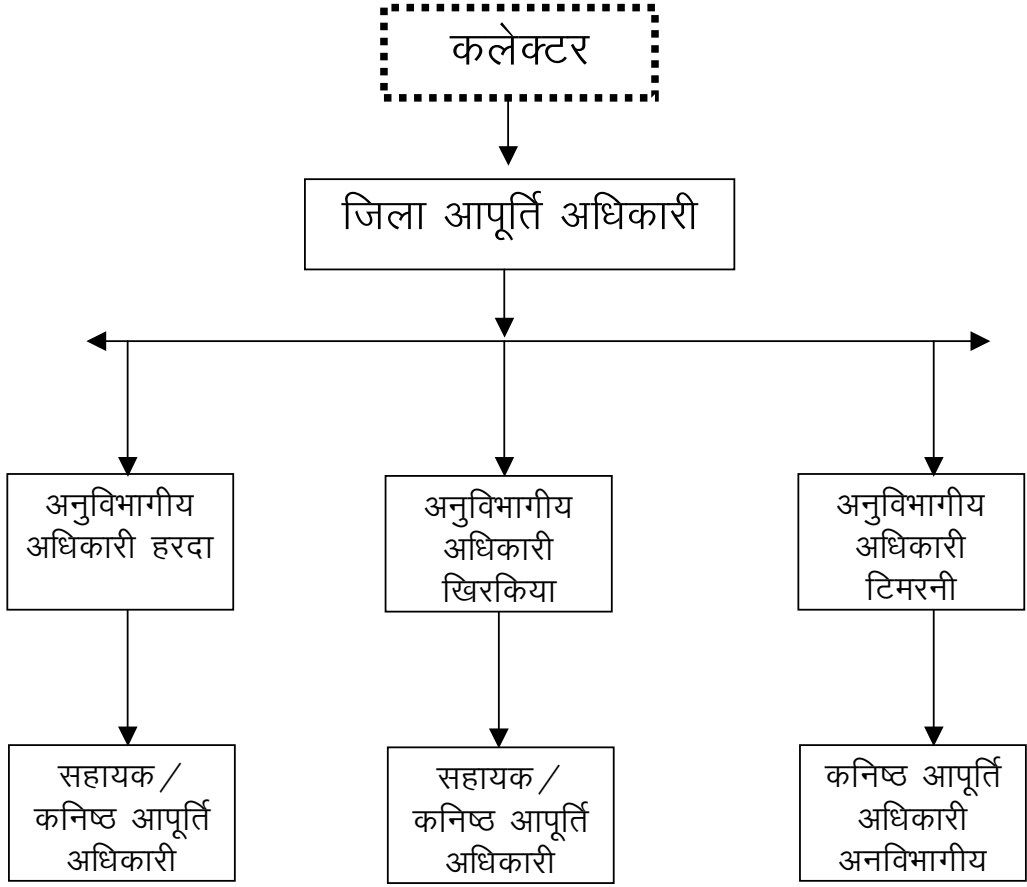 कलेक्टर
जिला आपूर्ति अधिकारी
अनुविभागीय
अधिकारी हरदा
अनुविभागीय
अधिकारी
खिरकिया
अनुविभागीय
अधिकारी
टिमरनी
सहायक/
कनिष्ठ आपूर्ति
अधिकारी
सहायक/
कनिष्ठ आपूर्ति
अधिकारी
कनिष्ठ आपूर्ति
अधिकारी
अनविभागीय